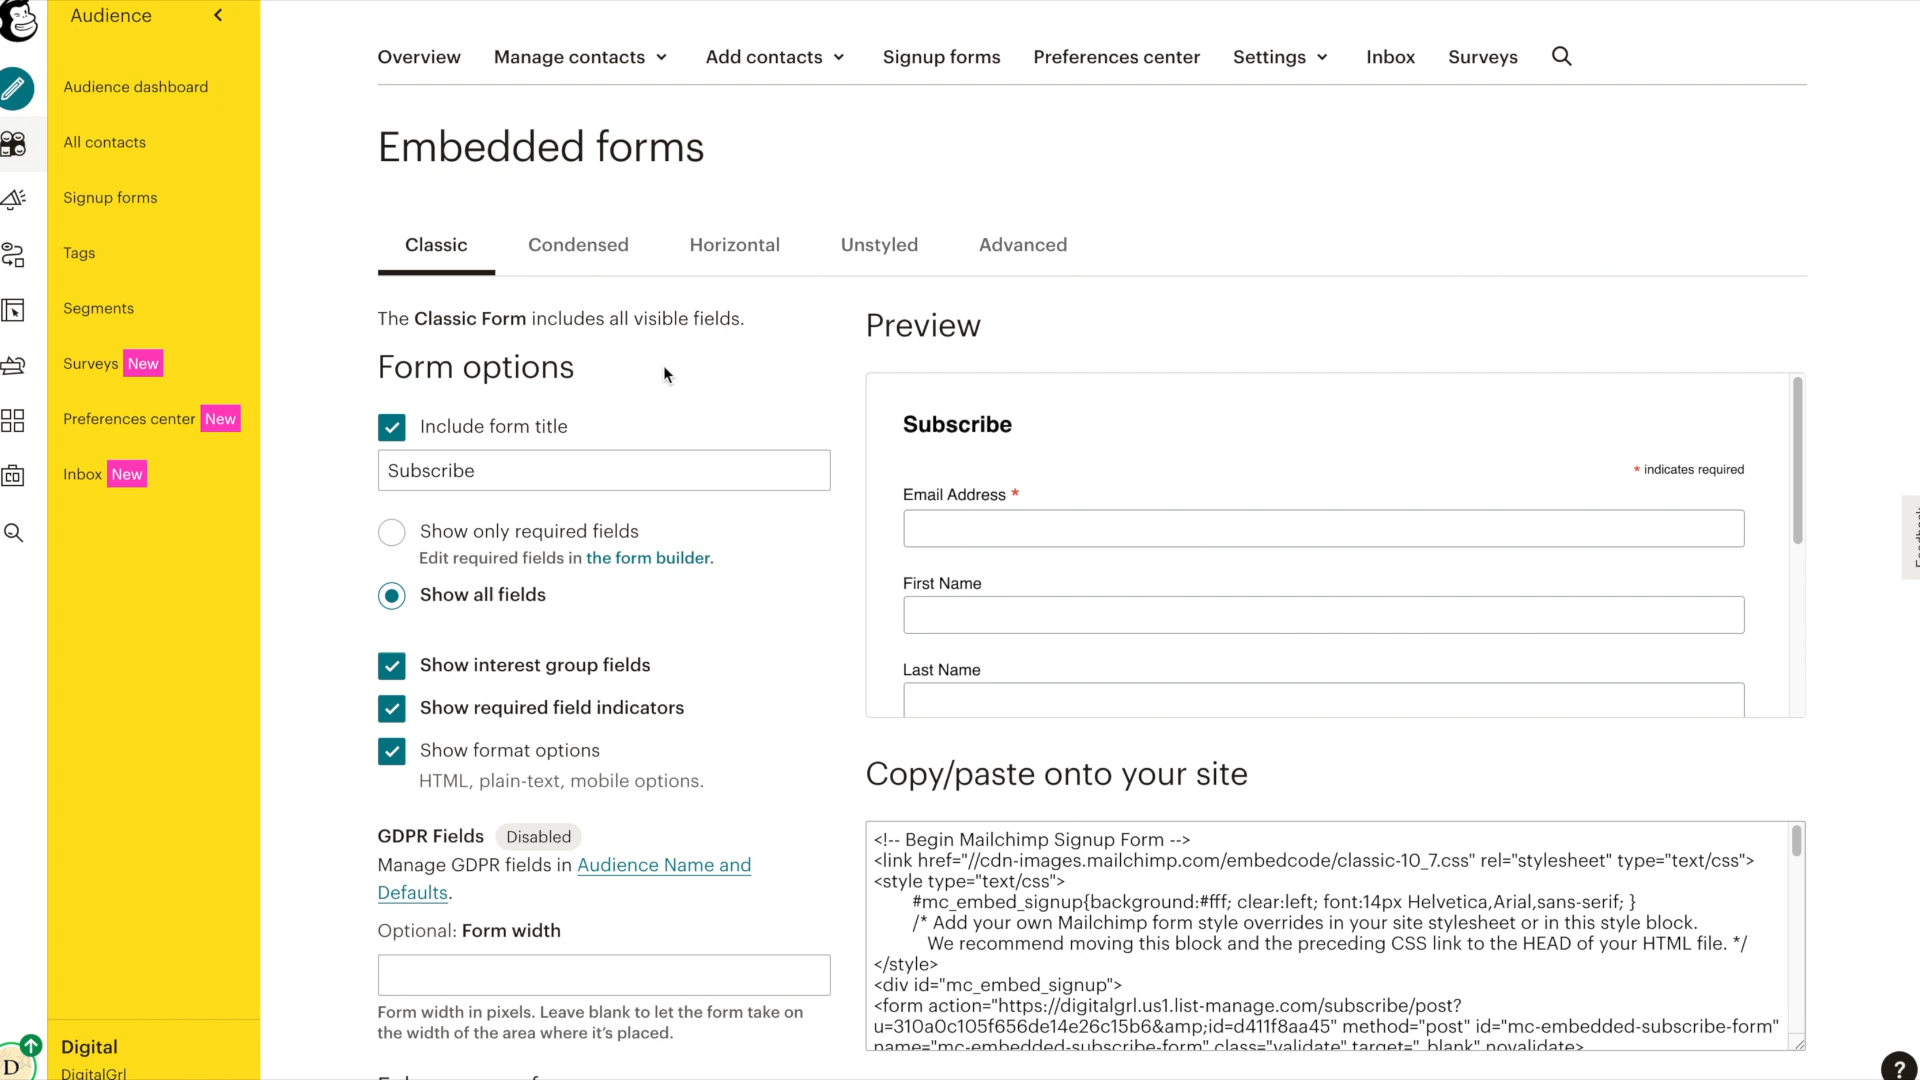 Audience
Audience dashboard
All contacts
Signup forms
Tags
Segments
Surveys New
Preferences center New
Inbox New
Digital
DigitalGrl
D
Overview Manage contacts Add contacts Signup forms Preferences center Settings Inbox Surveys
Embedded forms
Classic Condensed Horizontal Unstyled Advanced
The Classic Form includes all visible fields.
Form options
Include form title
Subscribe
Show only required fields
Edit required fields in the form builder.
Show all fields
Show interest group fields
Show required field indicators
Show format options
HTML, plain-text, mobile options.
GDPR Fields Disabled
Manage GDPR fields in Audience Name and
Defaults.
Optional: Form width
Form width in pixels. Leave blank to let the form take on
the width of the area where it's placed.
Preview
Subscribe
* indicates required
Email Address *
First Name
Last Name
Copy/paste onto your site
<!-- Begin Mailchimp Signup Form -->
<link href="//cdn-images.mailchimp.com/embedcode/classic-10_7.css" rel="stylesheet" type="text/css">
<style type="text/css">
#mc_embed_signup{background:#fff; clear:left; font:14px Helvetica,Arial,sans-serif; }
/* Add your own Mailchimp form style overrides in your site stylesheet or in this style block.
We recommend moving this block and the preceding CSS link to the HEAD of your HTML file. */
</style>
<div id="mc_embed_signup">
<form action="https://digitalgrl.us1.list-manage.com/subscribe/post?
u=310a0c105f656de14e26c15b6&amp;id=d411f8aa45" method="post" id="mc-embedded-subscribe-form"
name="mc-embedded-subscribe-form" class="validate" target="_blank" novalidate>
Feedback
?